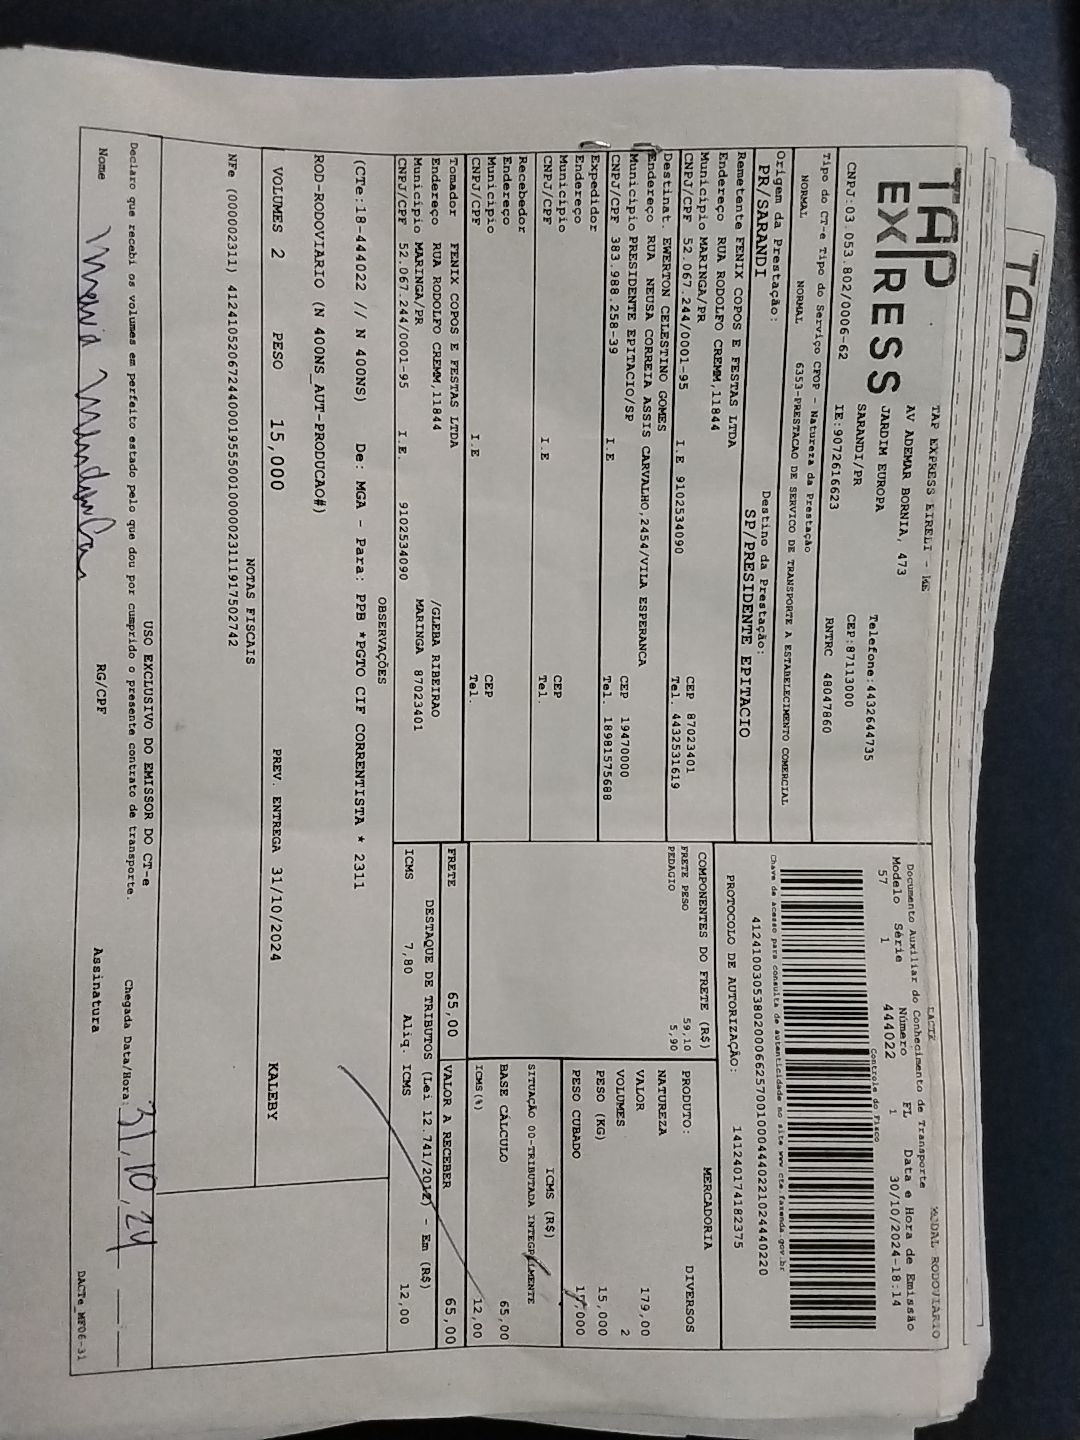 TAP
EXPRESS
TAP EXPRESS EIRELI - ME
AV ADEMAR BORNIA, 473
JARDIM EUROPA
SARANDI/PR
Telefone:4432644735
CEP:87113000
CNPJ:03.053.802/0006-62
IE:9072616623
RNTRC 48047860
Tipo do CT-e Tipo do Serviço CFOP - Natureza da Prestação
NORMAL NORMAL 6353-PRESTACAO DE SERVICO DE TRANSPORTE A ESTABELECIMENTO COMERCIAL
Origem da Prestação: Destino da Prestação:
PR/SARANDI SP/PRESIDENTE EPITACIO
DACTE MODAL RODOVIARIO
Documento Auxiliar do Conhecimento de Transporte
Modelo Série Número FL Data e Hora de Emissão
57 1 444022 1 30/10/2024-18:14
Controle do Fisco
Chave de acesso para consulta de autenticidade no site www.cte.fazenda.gov.br
41241003053802000662570010004440221024440220
PROTOCOLO DE AUTORIZAÇÃO: 141240174182375
Remetente FENIX COPOS E FESTAS LTDA
Endereço RUA RODOLFO CREMM,11844
Municipio MARINGA/PR CEP 87023401
CNPJ/CPF 52.067.244/0001-95 I.E 9102534090 Tel. 4432531619
Destinat. EWERTON CELESTINO GOMES
Endereço RUA NEUSA CORREIA ASSIS CARVALHO,2454/VILA ESPERANCA
Municipio PRESIDENTE EPITACIO/SP CEP 19470000
CNPJ/CPF 383.988.258-39 I.E Tel. 18981575688
Expedidor
Endereço
Municipio CEP
CNPJ/CPF I.E Tel.
Recebedor
Endereço
Municipio CEP
CNPJ/CPF I.E Tel.
Tomador FENIX COPOS E FESTAS LTDA
Endereço RUA RODOLFO CREMM,11844 /GLEBA RIBEIRAO
Municipio MARINGA/PR MARINGA 87023401
CNPJ/CPF 52.067.244/0001-95 I.E. 9102534090
COMPONENTES DO FRETE (R$)
FRETE PESO 59,10
PEDAGIO 5,90
MERCADORIA
PRODUTO: DIVERSOS
NATUREZA
VALOR 179,00
VOLUMES 2
PESO (KG) 15,000
PESO CUBADO 15,000
ICMS (R$)
SITUAÇÃO 00-TRIBUTADA INTEGRALMENTE
BASE CÁLCULO 65,00
ICMS(%) 12,00
FRETE 65,00 VALOR A RECEBER 65,00
DESTAQUE DE TRIBUTOS (Lei 12.741/2012) - Em (R$)
ICMS 7,80 Aliq. ICMS 12,00
OBSERVAÇÕES
(CTe:18-444022 // N 400NS) De: MGA - Para: PPB *PGTO CIF CORRENTISTA * 2311
ROD-RODOVIARIO (N 400NS_AUT-PRODUCAO#)
VOLUMES 2 PESO 15,000 PREV. ENTREGA 31/10/2024 KALEBY
NOTAS FISCAIS
NFe (000002311) 41241052067244000195550010000023111917502742
USO EXCLUSIVO DO EMISSOR DO CT-e
Declaro que recebi os volumes em perfeito estado pelo que dou por cumprido o presente contrato de transporte. Chegada Data/Hora: 31/10/24
Nome RG/CPF Assinatura
DACTe_MF06-31